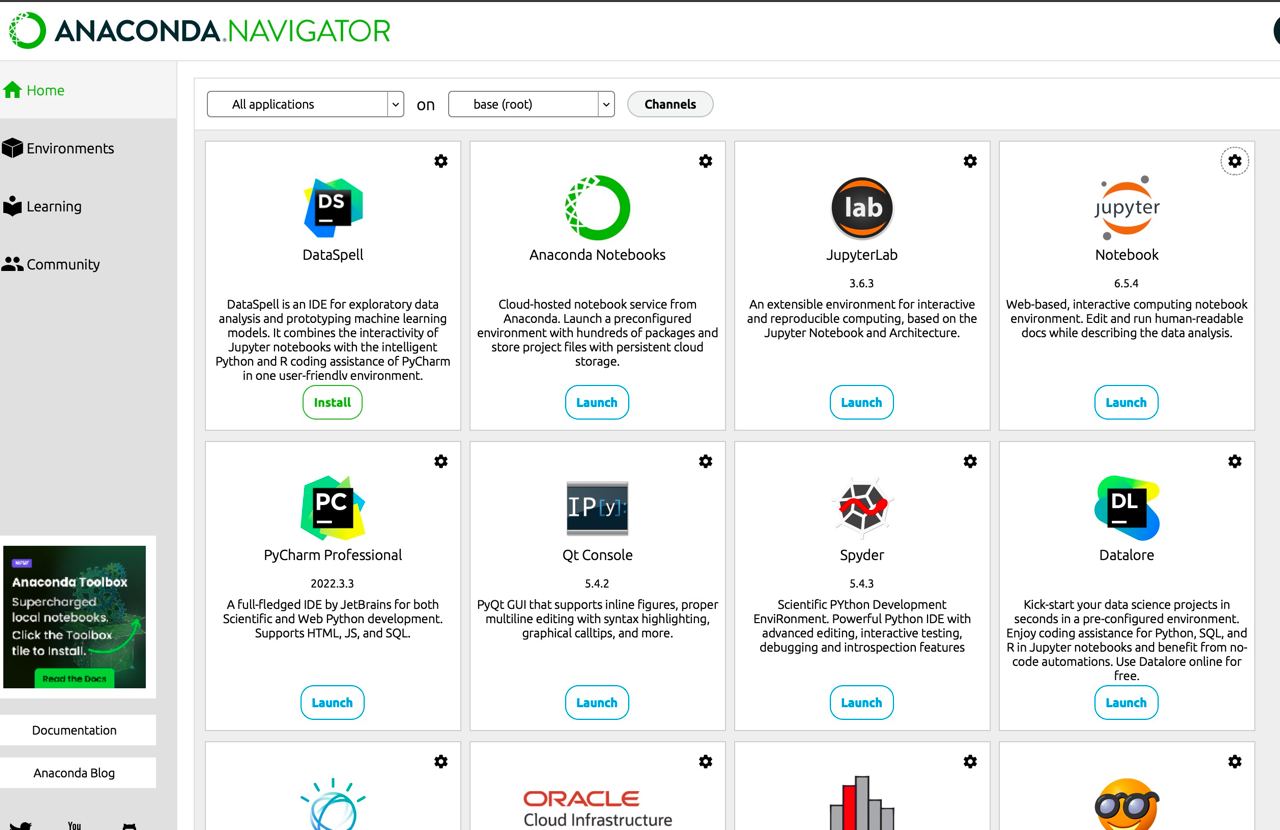 ANACONDA.NAVIGATOR
Home
Environments
Learning
Community
All applications
on
base (root)
Channels
DS
DataSpell
DataSpell is an IDE for exploratory data
analysis and prototyping machine learning
models. It combines the interactivity of
Jupyter notebooks with the intelligent
Python and R coding assistance of PyCharm
in one user-friendly environment.
Install
Anaconda Notebooks
Cloud-hosted notebook service from
Anaconda. Launch a preconfigured
environment with hundreds of packages and
store project files with persistent cloud
storage.
Launch
lab
JupyterLab
3.6.3
An extensible environment for interactive
and reproducible computing, based on the
Jupyter Notebook and Architecture.
Launch
jupyter
Notebook
6.5.4
Web-based, interactive computing notebook
environment. Edit and run human-readable
docs while describing the data analysis.
Launch
PC
PyCharm Professional
2022.3.3
A full-fledged IDE by JetBrains for both
Scientific and Web Python development.
Supports HTML, JS, and SQL.
Launch
IP[y]:
Qt Console
5.4.2
PyQt GUI that supports inline figures, proper
multiline editing with syntax highlighting,
graphical calltips, and more.
Launch
Spyder
5.4.3
Scientific PYthon Development
EnviRonment. Powerful Python IDE with
advanced editing, interactive testing,
debugging and introspection features
Launch
DL
Datalore
Kick-start your data science projects in
seconds in a pre-configured environment.
Enjoy coding assistance for Python, SQL, and
R in Jupyter notebooks and benefit from no-
code automations. Use Datalore online for
free.
Launch
ORACLE
Cloud Infrastructure
Anaconda Toolbox
Supercharged
local notebooks.
Click the Toolbox
tile to Install.
Read the Docs
Documentation
Anaconda Blog
You